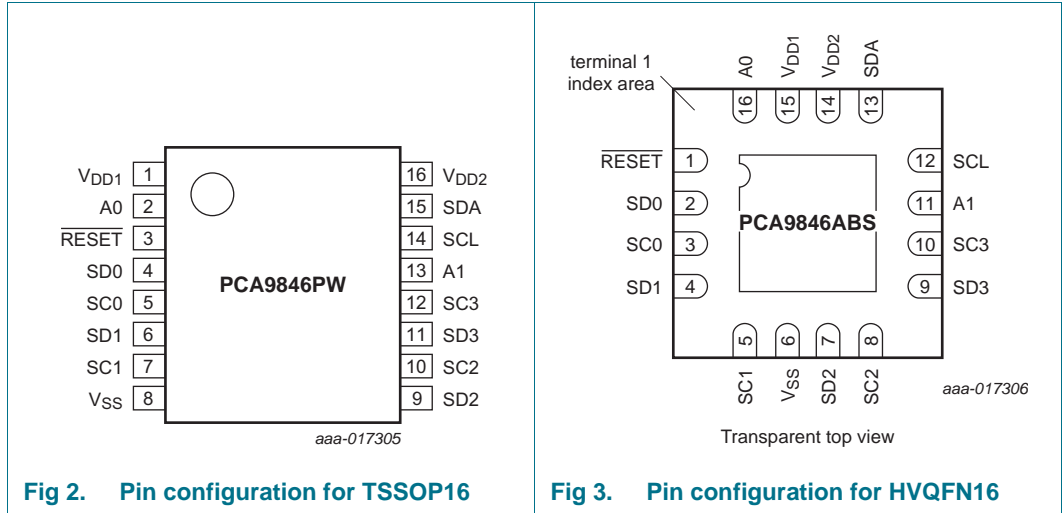 VDD1 1
A0 2
RESET 3
SD0 4
SC0 5
SD1 6
SC1 7
VSS 8
PCA9846PW
16 VDD2
15 SDA
14 SCL
13 A1
12 SC3
11 SD3
10 SC2
9 SD2
aaa-017305
Fig 2. Pin configuration for TSSOP16
terminal 1
index area
A0
VDD1
VDD2
SDA
16
15
14
13
RESET 1
SD0 2
SC0 3
SD1 4
PCA9846ABS
12 SCL
11 A1
10 SC3
9 SD3
5
6
7
8
SC1
VSS
SD2
SC2
aaa-017306
Transparent top view
Fig 3. Pin configuration for HVQFN16